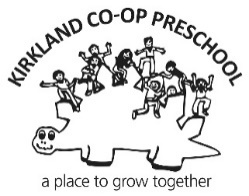 KIRKLAND CO-OP PRESCHOOL
a place to grow together